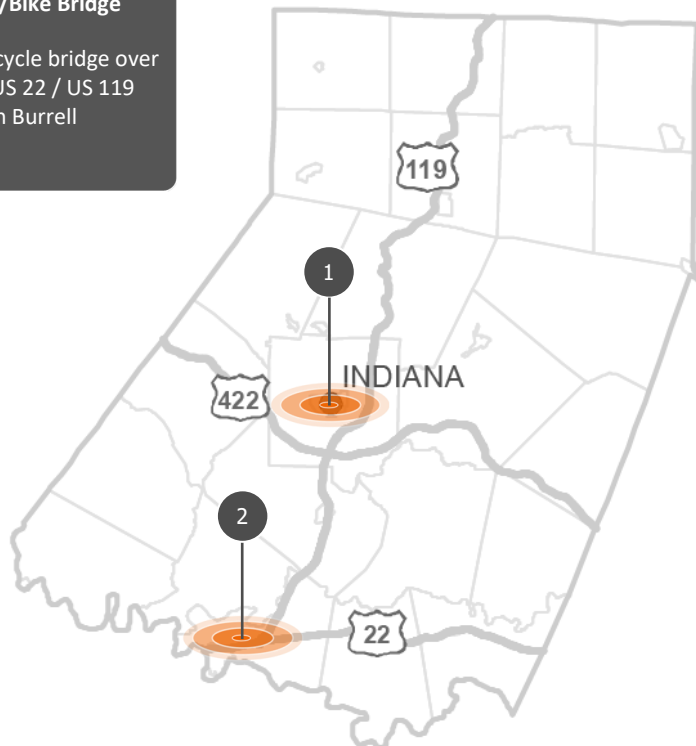 /Bike Bridge
cycle bridge over
US 22 / US 119
n Burrell
119
1
INDIANA
422
2
22